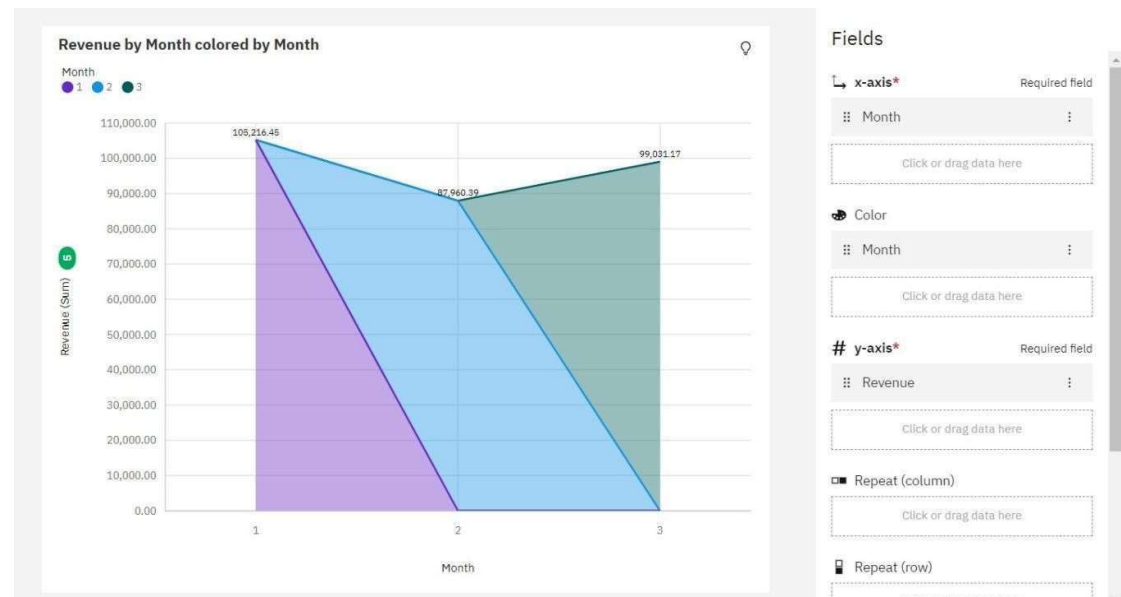 Revenue by Month colored by Month
Month
1 2 3
110,000.00
100,000.00
90,000.00
80,000.00
70,000.00
60,000.00
50,000.00
40,000.00
30,000.00
20,000.00
10,000.00
0.00
Revenue (Sum)
105,216.45
87,960.39
99,031.17
1 2 3
Month
Fields
x-axis* Required field
Month
Click or drag data here
Color
Month
Click or drag data here
# y-axis* Required field
Revenue
Click or drag data here
Repeat (column)
Click or drag data here
Repeat (row)